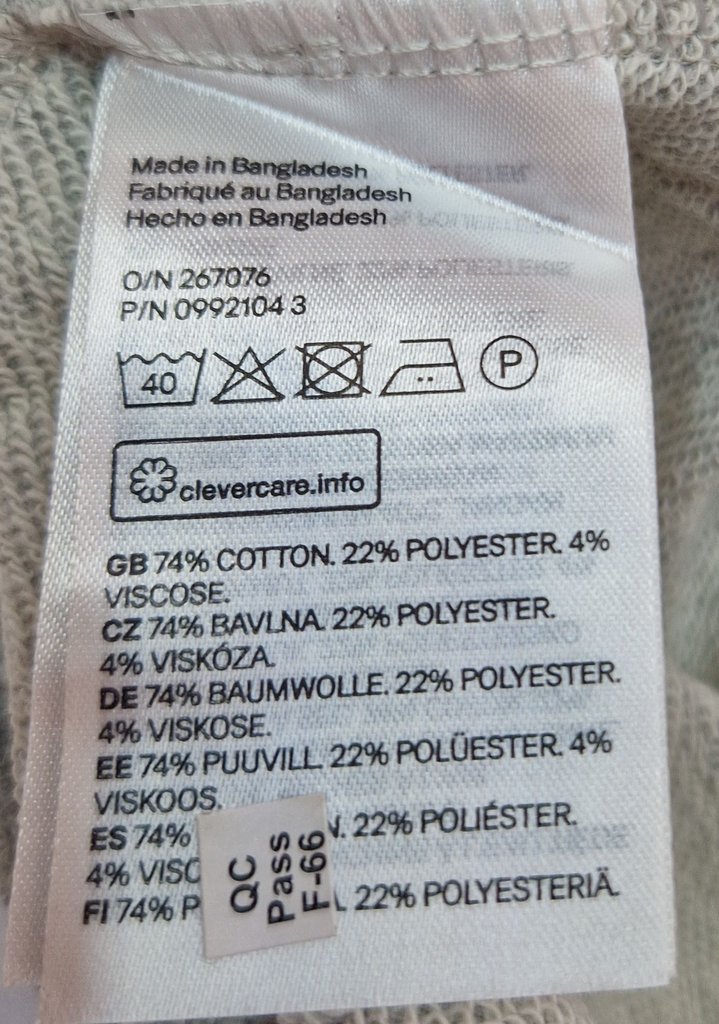 Made in Bangladesh
Fabriqué au Bangladesh
Hecho en Bangladesh
O/N 267076
P/N 0992104 3
40
P
clevercare.info
GB 74% COTTON. 22% POLYESTER. 4%
VISCOSE.
CZ 74% BAVLNA. 22% POLYESTER.
4% VISKÓZA.
DE 74% BAUMWOLLE. 22% POLYESTER.
4% VISKOSE.
EE 74% PUUVILL. 22% POLÜESTER. 4%
VISKOOS.
ES 74% 22% POLIÉSTER.
4%
FI 74% 22% POLYESTERIÄ.
QC
Pass
F-66